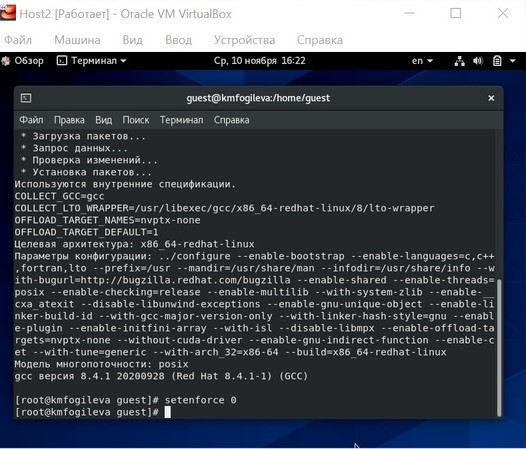 Host2 [Работает] - Oracle VM VirtualBox
Файл Машина Вид Ввод Устройства Справка
Обзор Терминал Ср, 10 ноября 16:22 en
guest@kmfogileva:/home/guest
Файл Правка Вид Поиск Терминал Справка
* Загрузка пакетов...
* Запрос данных...
* Проверка изменений...
* Установка пакетов...
Используются внутренние спецификации.
COLLECT_GCC=gcc
COLLECT_LTO_WRAPPER=/usr/libexec/gcc/x86_64-redhat-linux/8/lto-wrapper
OFFLOAD_TARGET_NAMES=nvptx-none
OFFLOAD_TARGET_DEFAULT=1
Целевая архитектура: x86_64-redhat-linux
Параметры конфигурации: ../configure --enable-bootstrap --enable-languages=c,c++
,fortran,lto --prefix=/usr --mandir=/usr/share/man --infodir=/usr/share/info --w
ith-bugurl=http://bugzilla.redhat.com/bugzilla --enable-shared --enable-threads=
posix --enable-checking=release --enable-multilib --with-system-zlib --enable-__
cxa_atexit --disable-libunwind-exceptions --enable-gnu-unique-object --enable-li
nker-build-id --with-gcc-major-version-only --with-linker-hash-style=gnu --enabl
e-plugin --enable-initfini-array --with-isl --disable-libmpx --enable-offload-ta
rgets=nvptx-none --without-cuda-driver --enable-gnu-indirect-function --enable-c
et --with-tune=generic --with-arch_32=x86-64 --build=x86_64-redhat-linux
Модель многопоточности: posix
gcc версия 8.4.1 20200928 (Red Hat 8.4.1-1) (GCC)
[root@kmfogileva guest]# setenforce 0
[root@kmfogileva guest]#